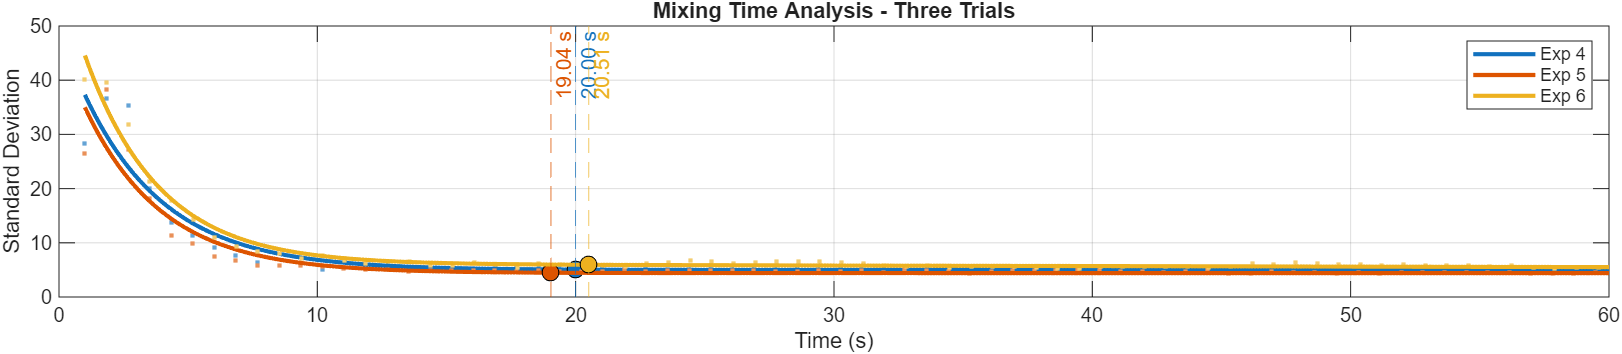 Mixing Time Analysis - Three Trials
Standard Deviation
50
40
30
20
10
0
19.04 s
20.00 s
20.51 s
Exp 4
Exp 5
Exp 6
0 10 20 30 40 50 60
Time (s)